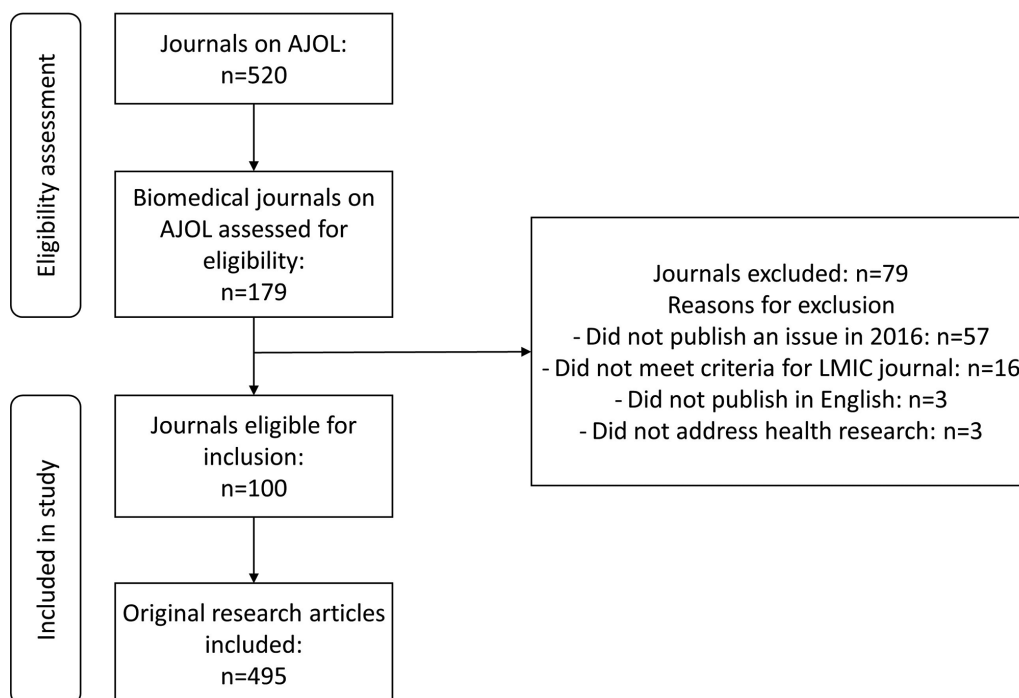 Eligibility assessment
Journals on AJOL:
n=520
Biomedical journals on
AJOL assessed for
eligibility:
n=179
Journals excluded: n=79
Reasons for exclusion
- Did not publish an issue in 2016: n=57
- Did not meet criteria for LMIC journal: n=16
- Did not publish in English: n=3
- Did not address health research: n=3
Included in study
Journals eligible for
inclusion:
n=100
Original research articles
included:
n=495